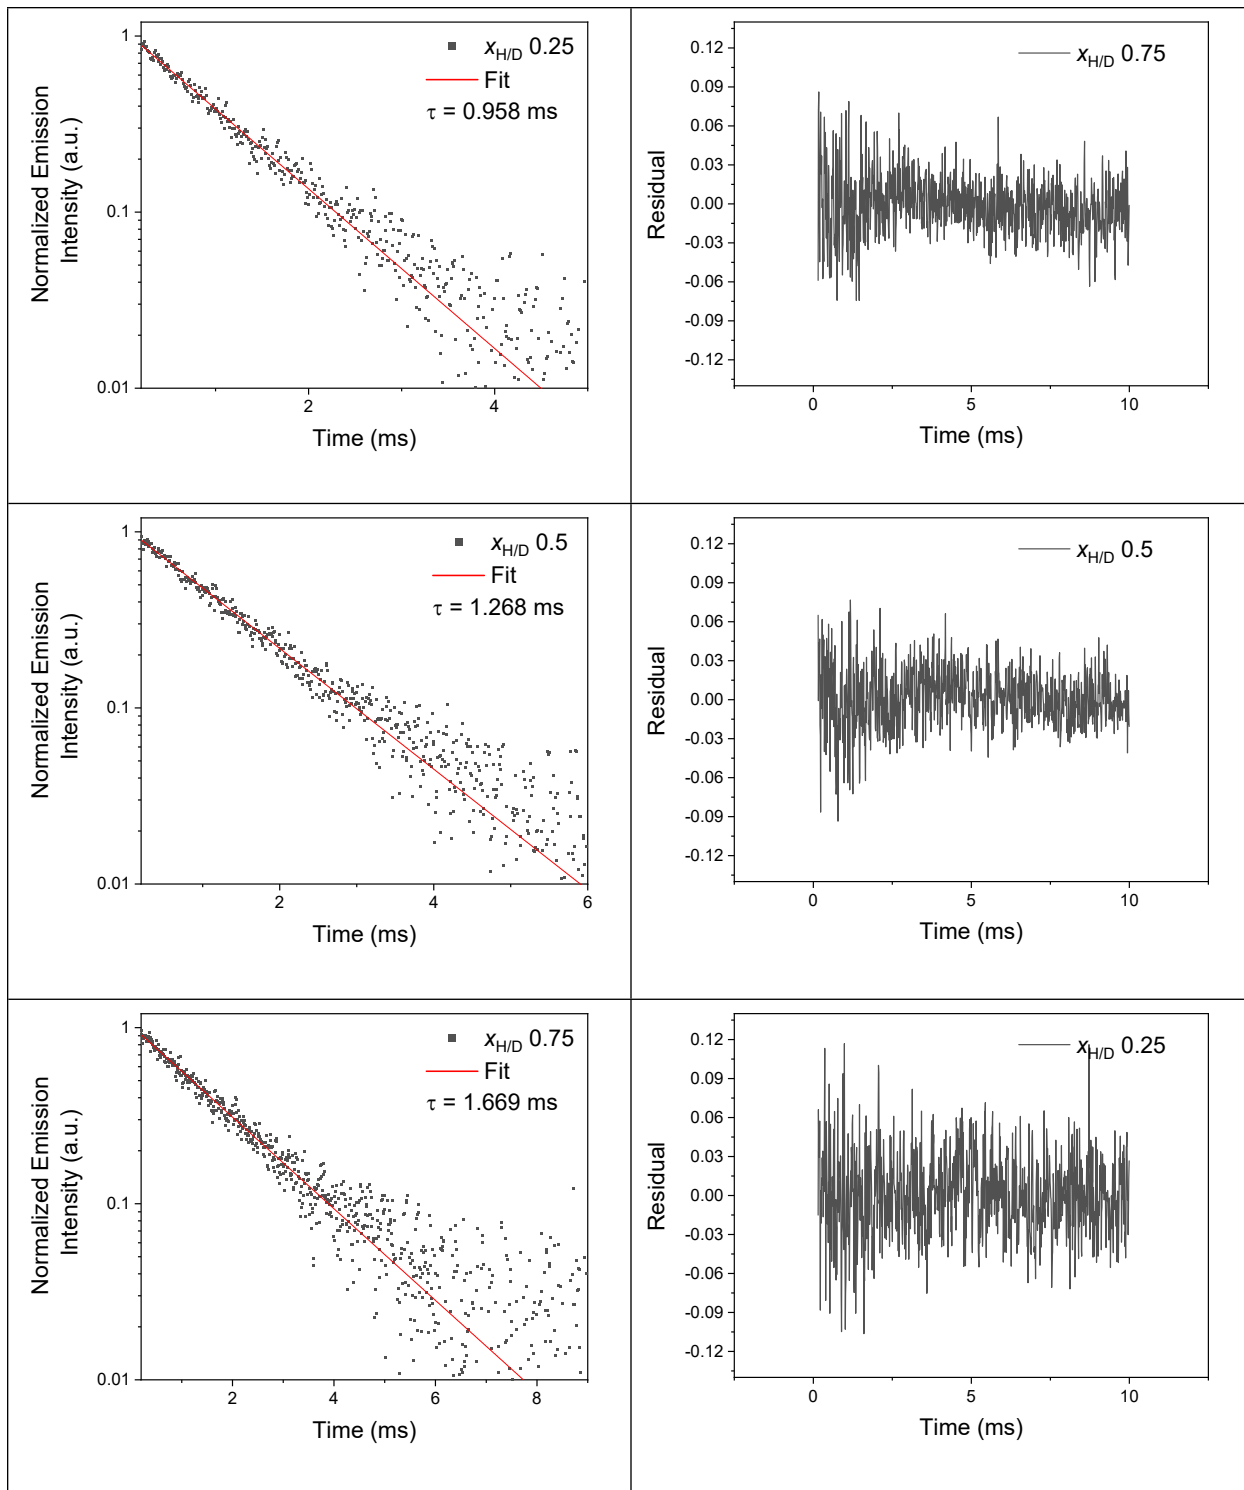 1
0.1
0.01
Normalized Emission
Intensity (a.u.)
x_H/D 0.25
Fit
τ = 0.958 ms
2
4
Time (ms)
0.12
0.09
0.06
0.03
0.00
-0.03
-0.06
-0.09
-0.12
Residual
x_H/D 0.75
0
5
10
Time (ms)
1
0.1
0.01
Normalized Emission
Intensity (a.u.)
x_H/D 0.5
Fit
τ = 1.268 ms
2
4
6
Time (ms)
0.12
0.09
0.06
0.03
0.00
-0.03
-0.06
-0.09
-0.12
Residual
x_H/D 0.5
0
5
10
Time (ms)
1
0.1
0.01
Normalized Emission
Intensity (a.u.)
x_H/D 0.75
Fit
τ = 1.669 ms
2
4
6
8
Time (ms)
0.12
0.09
0.06
0.03
0.00
-0.03
-0.06
-0.09
-0.12
Residual
x_H/D 0.25
0
5
10
Time (ms)